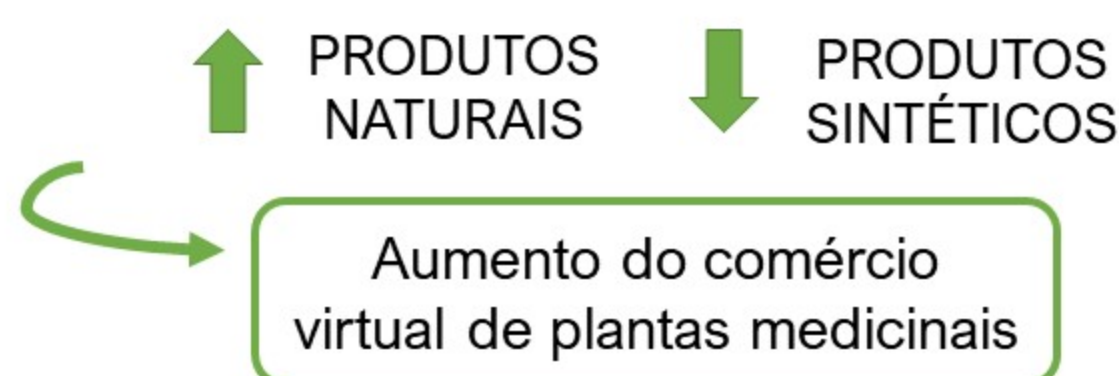 PRODUTOS
NATURAIS
PRODUTOS
SINTÉTICOS
Aumento do comércio
virtual de plantas medicinais